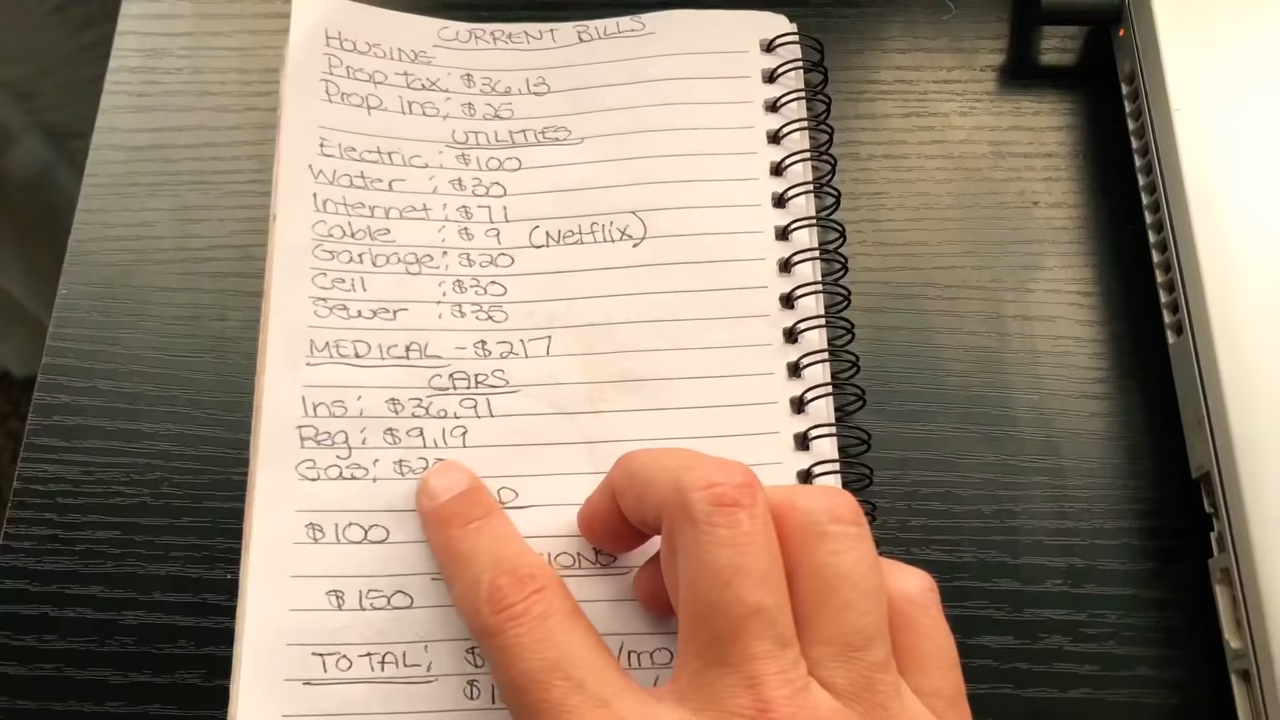 CURRENT BILLS
HOUSING
Prop tax: $36.13
Prop. Ins: $25
UTILITIES
Electric: $100
Water : $30
Internet: $71
Cable : $9 (Netflix)
Garbage: $20
Cell : $30
Sewer : $35
MEDICAL - $217
CARS
Ins: $36.91
Reg: $9.19
Gas:
$100
$150
TOTAL: /mo